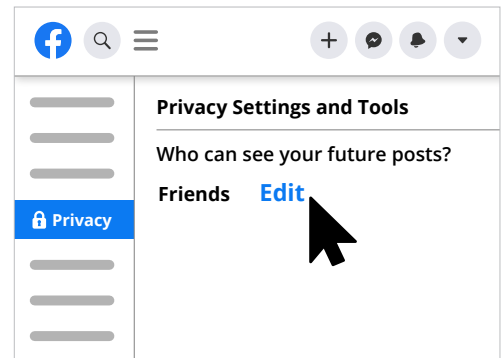 Privacy Settings and Tools
Who can see your future posts?
Friends Edit
Privacy